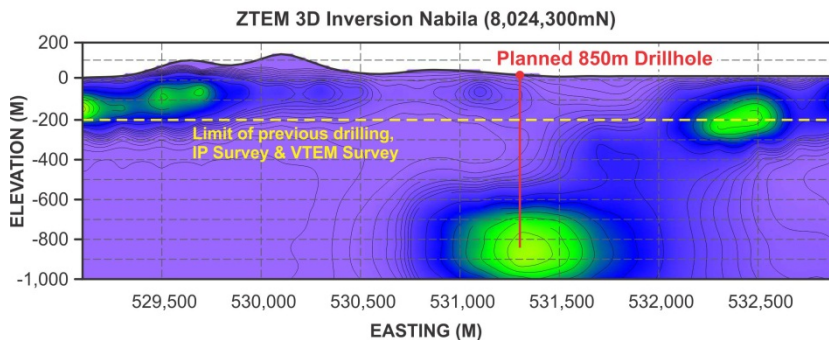 ZTEM 3D Inversion Nabila (8,024,300mN)
200
0
-200
-400
-600
-800
-1,000
ELEVATION (M)
Planned 850m Drillhole
Limit of previous drilling,
IP Survey & VTEM Survey
529,500 530,000 530,500 531,000 531,500 532,000 532,500
EASTING (M)